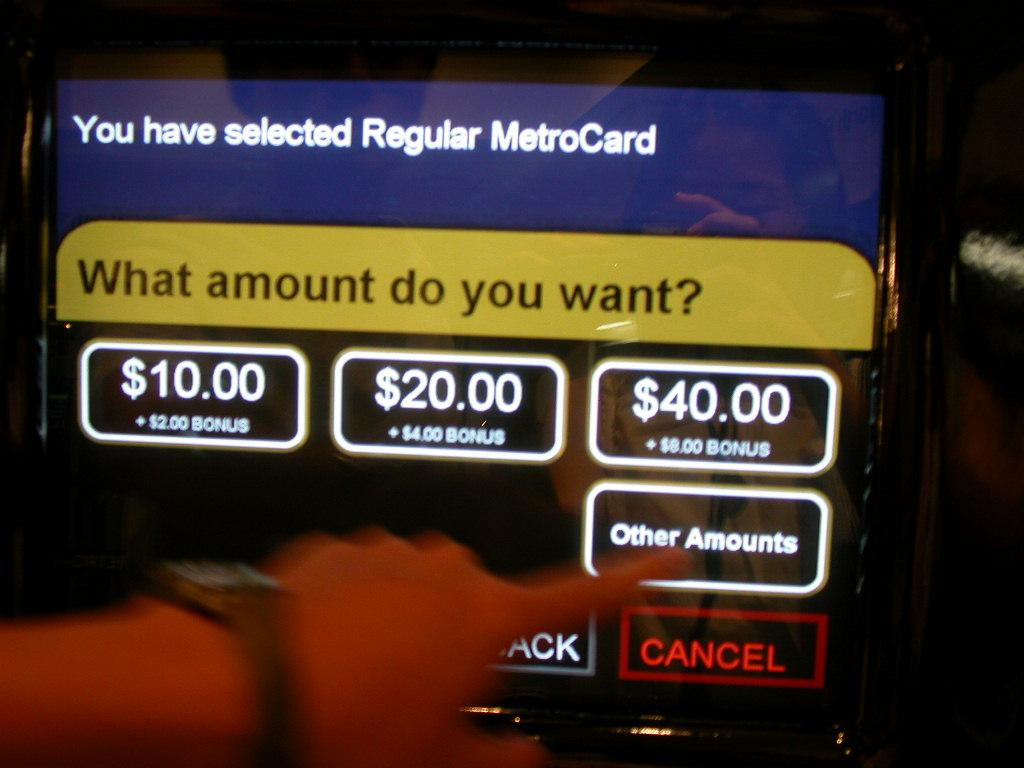 You have selected Regular MetroCard
What amount do you want?
$10.00
+ $2.00 BONUS
$20.00
+ $4.00 BONUS
$40.00
+ $8.00 BONUS
Other Amounts
ACK
CANCEL